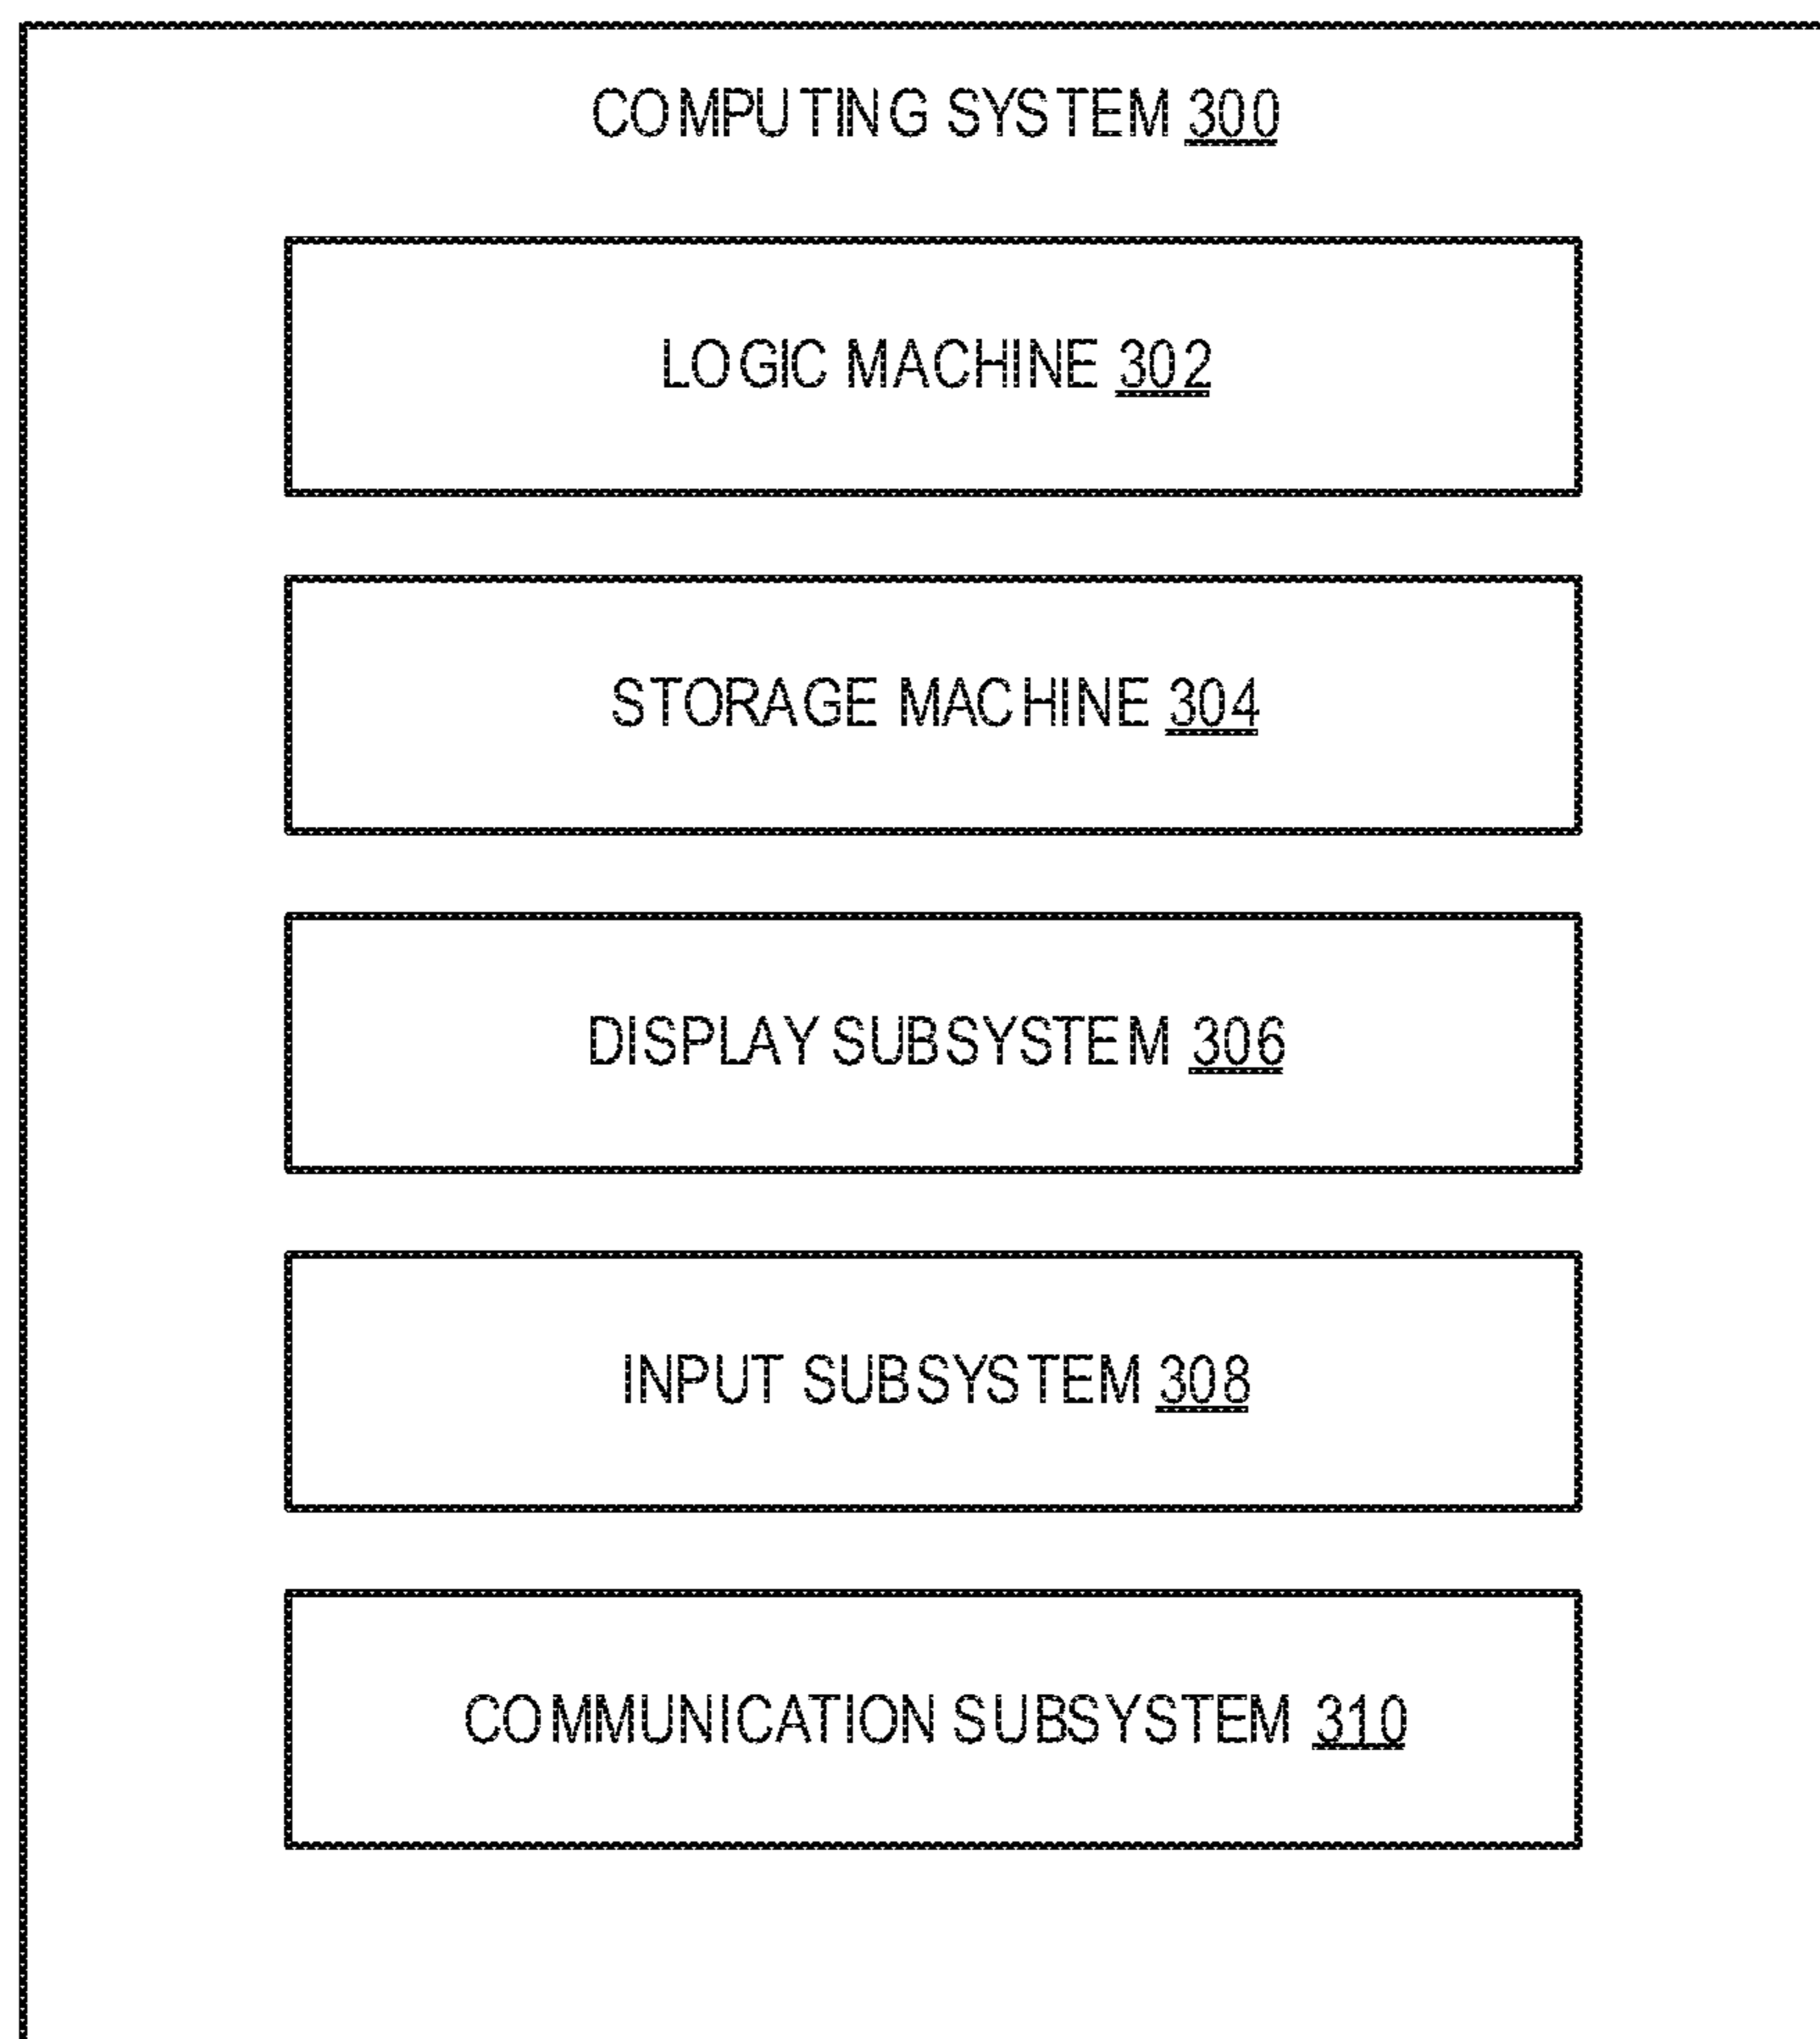 COMPUTING SYSTEM 300
LOGIC MACHINE 302
STORAGE MACHINE 304
DISPLAY SUBSYSTEM 306
INPUT SUBSYSTEM 308
COMMUNICATION SUBSYSTEM 310